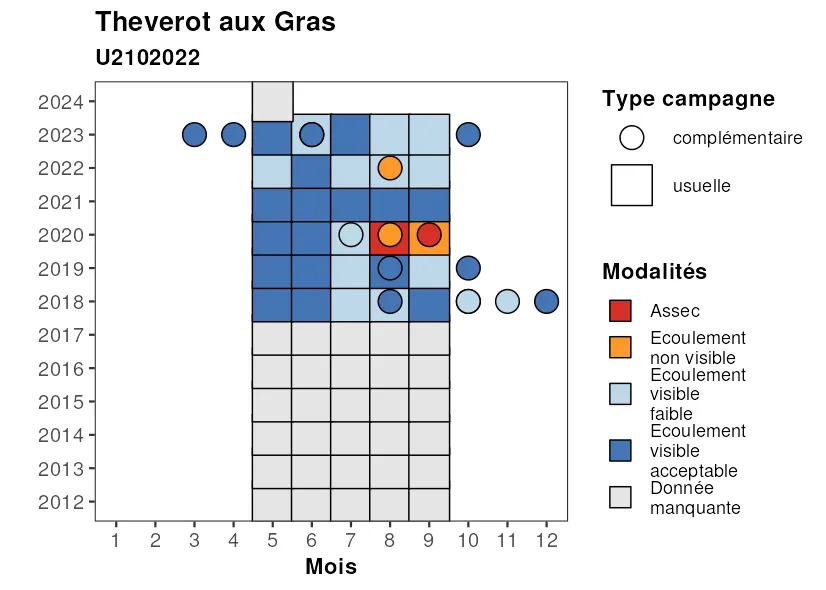 Theverot aux Gras
U2102022
2024
2023
2022
2021
2020
2019
2018
2017
2016
2015
2014
2013
2012
1 2 3 4 5 6 7 8 9 10 11 12
Mois
Type campagne
complémentaire
usuelle
Modalités
Assec
Ecoulement
non visible
Ecoulement
visible
faible
Ecoulement
visible
acceptable
Donnée
manquante